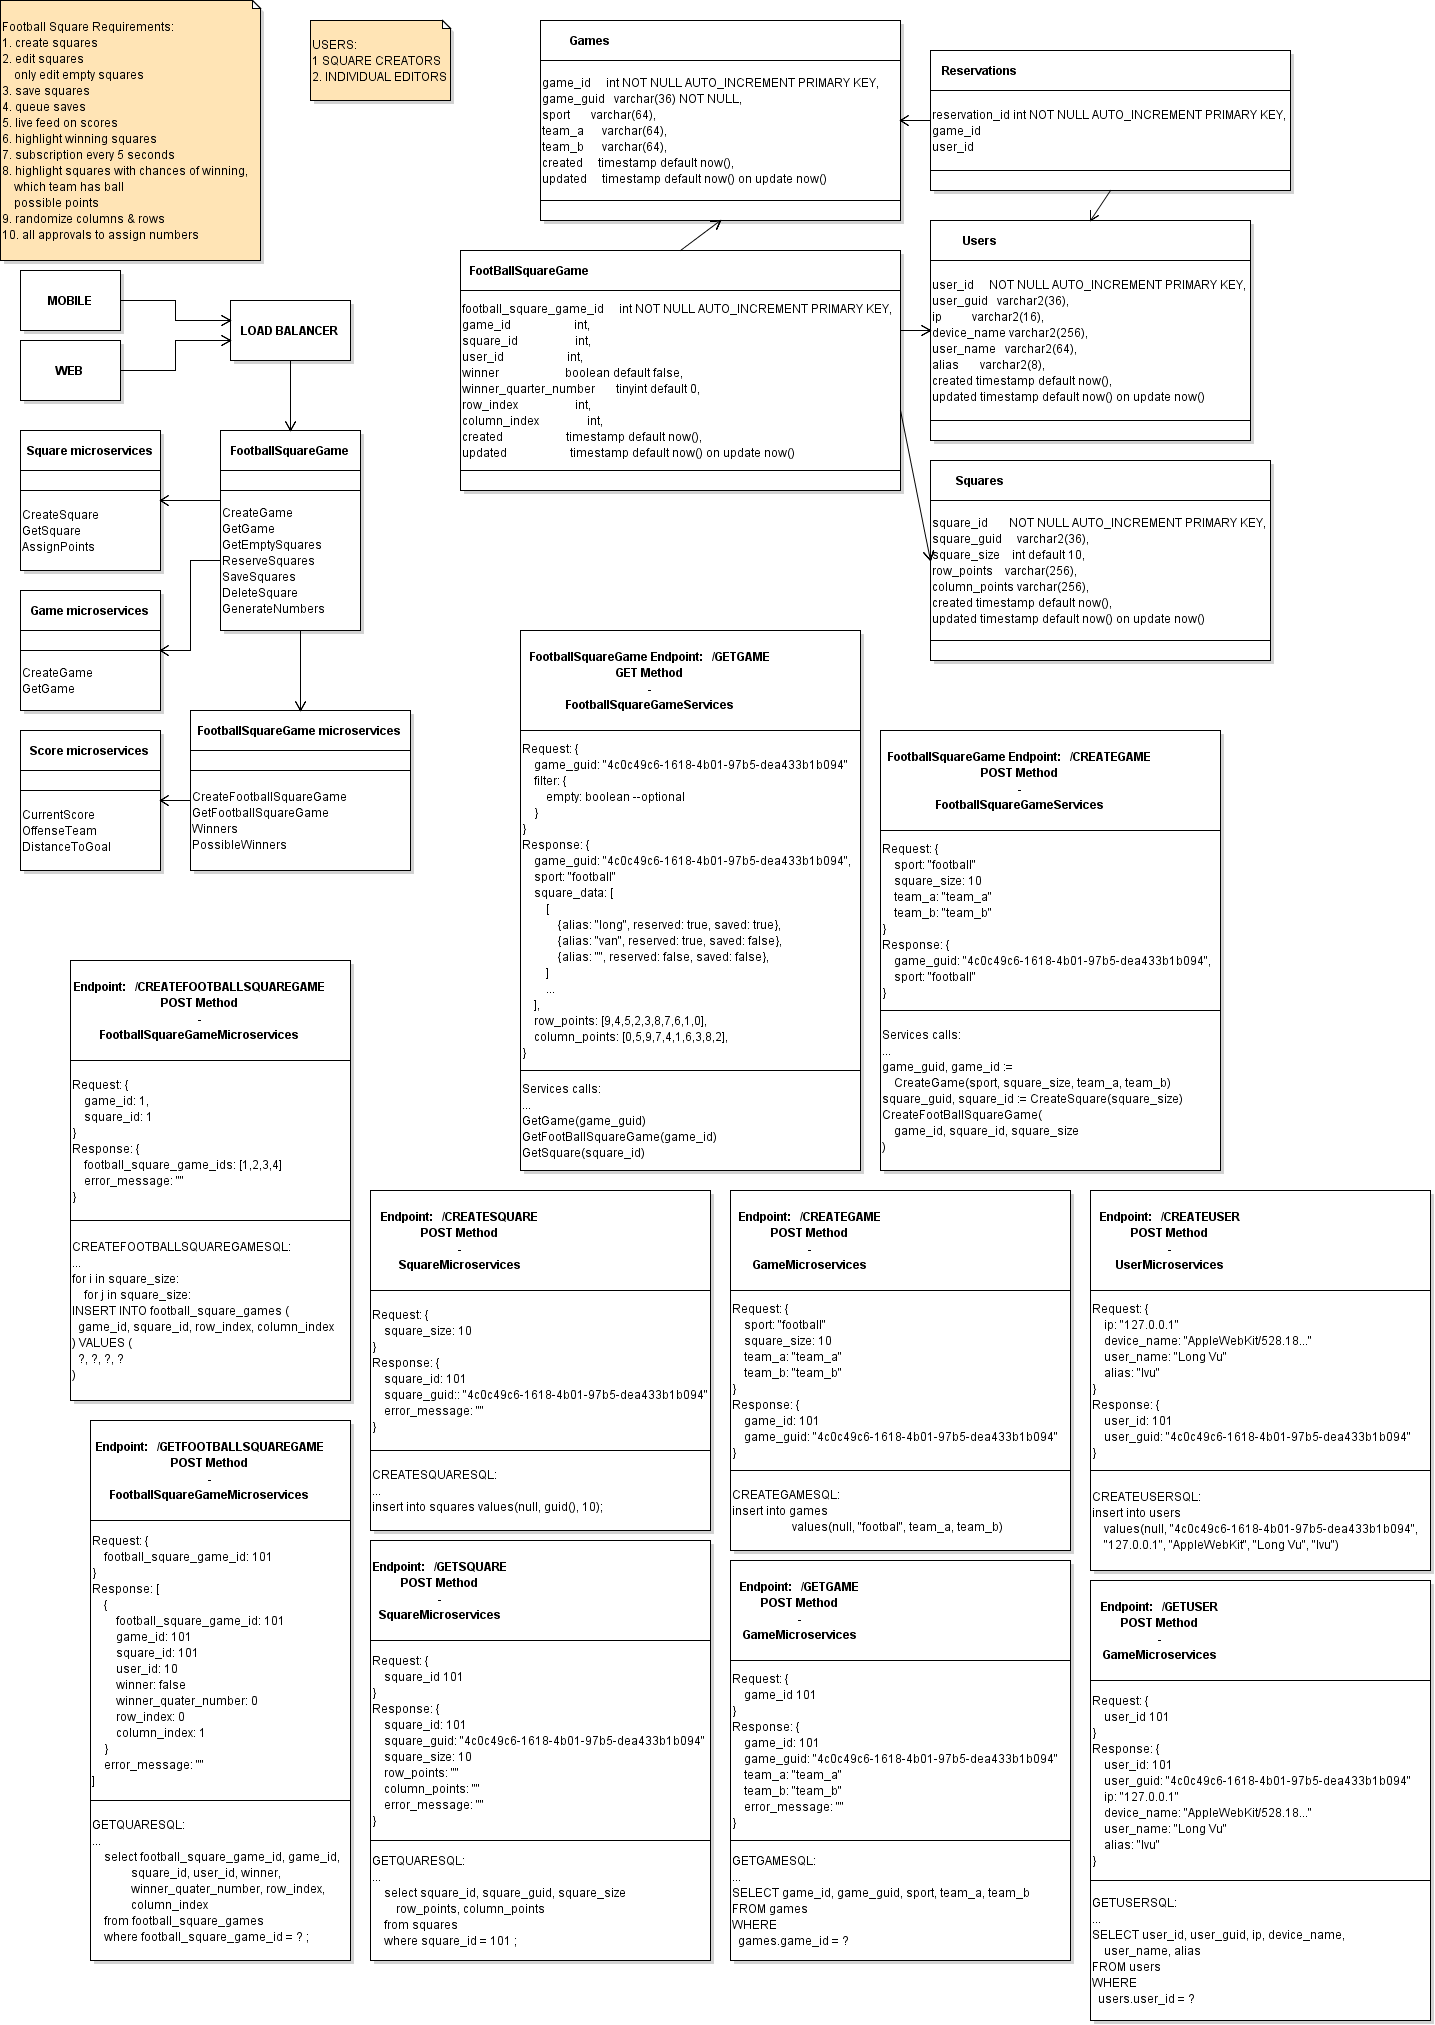 Football Square Requirements:
1. create squares
2. edit squares
only edit empty squares
3. save squares
4. queue saves
5. live feed on scores
6. highlight winning squares
7. subscription every 5 seconds
8. highlight squares with chances of winning,
which team has ball
possible points
9. randomize columns & rows
10. all approvals to assign numbers
USERS:
1 SQUARE CREATORS
2. INDIVIDUAL EDITORS
Games
game_id int NOT NULL AUTO_INCREMENT PRIMARY KEY,
game_guid varchar(36) NOT NULL,
sport varchar(64),
team_a varchar(64),
team_b varchar(64),
created timestamp default now(),
updated timestamp default now() on update now()
Reservations
reservation_id int NOT NULL AUTO_INCREMENT PRIMARY KEY,
game_id
user_id
Users
user_id NOT NULL AUTO_INCREMENT PRIMARY KEY,
user_guid varchar2(36),
ip varchar2(16),
device_name varchar2(256),
user_name varchar2(64),
alias varchar2(8),
created timestamp default now(),
updated timestamp default now() on update now()
FootBallSquareGame
football_square_game_id int NOT NULL AUTO_INCREMENT PRIMARY KEY,
game_id int,
square_id int,
user_id int,
winner boolean default false,
winner_quarter_number tinyint default 0,
row_index int,
column_index int,
created timestamp default now(),
updated timestamp default now() on update now()
Squares
square_id NOT NULL AUTO_INCREMENT PRIMARY KEY,
square_guid varchar2(36),
square_size int default 10,
row_points varchar(256),
column_points varchar(256),
created timestamp default now(),
updated timestamp default now() on update now()
MOBILE
WEB
LOAD BALANCER
Square microservices
CreateSquare
GetSquare
AssignPoints
FootballSquareGame
CreateGame
GetGame
GetEmptySquares
ReserveSquares
SaveSquares
DeleteSquare
GenerateNumbers
Game microservices
CreateGame
GetGame
Score microservices
CurrentScore
OffenseTeam
DistanceToGoal
FootballSquareGame microservices
CreateFootballSquareGame
GetFootballSquareGame
Winners
PossibleWinners
FootballSquareGame Endpoint: /GETGAME
GET Method
-
FootballSquareGameServices
Request: {
game_guid: "4c0c49c6-1618-4b01-97b5-dea433b1b094"
filter: {
empty: boolean --optional
}
}
Response: {
game_guid: "4c0c49c6-1618-4b01-97b5-dea433b1b094",
sport: "football"
square_data: [
[
{alias: "long", reserved: true, saved: true},
{alias: "van", reserved: true, saved: false},
{alias: "", reserved: false, saved: false},
]
...
],
row_points: [9,4,5,2,3,8,7,6,1,0],
column_points: [0,5,9,7,4,1,6,3,8,2],
}
Services calls:
...
GetGame(game_guid)
GetFootBallSquareGame(game_id)
GetSquare(square_id)
FootballSquareGame Endpoint: /CREATEGAME
POST Method
-
FootballSquareGameServices
Request: {
sport: "football"
square_size: 10
team_a: "team_a"
team_b: "team_b"
}
Response: {
game_guid: "4c0c49c6-1618-4b01-97b5-dea433b1b094",
sport: "football"
}
Services calls:
...
game_guid, game_id :=
CreateGame(sport, square_size, team_a, team_b)
square_guid, square_id := CreateSquare(square_size)
CreateFootBallSquareGame(
game_id, square_id, square_size
)
Endpoint: /CREATEFOOTBALLSQUAREGAME
POST Method
-
FootballSquareGameMicroservices
Request: {
game_id: 1,
square_id: 1
}
Response: {
football_square_game_ids: [1,2,3,4]
error_message: ""
}
CREATEFOOTBALLSQUAREGAMESQL:
...
for i in square_size:
for j in square_size:
INSERT INTO football_square_games (
game_id, square_id, row_index, column_index
) VALUES (
?, ?, ?, ?
)
Endpoint: /CREATESQUARE
POST Method
-
SquareMicroservices
Request: {
square_size: 10
}
Response: {
square_id: 101
square_guid:: "4c0c49c6-1618-4b01-97b5-dea433b1b094"
error_message: ""
}
CREATESQUARESQL:
...
insert into squares values(null, guid(), 10);
Endpoint: /CREATEGAME
POST Method
-
GameMicroservices
Request: {
sport: "football"
square_size: 10
team_a: "team_a"
team_b: "team_b"
}
Response: {
game_id: 101
game_guid: "4c0c49c6-1618-4b01-97b5-dea433b1b094"
}
CREATEGAMESQL:
insert into games
values(null, "footbal", team_a, team_b)
Endpoint: /CREATEUSER
POST Method
-
UserMicroservices
Request: {
ip: "127.0.0.1"
device_name: "AppleWebKit/528.18..."
user_name: "Long Vu"
alias: "lvu"
}
Response: {
user_id: 101
user_guid: "4c0c49c6-1618-4b01-97b5-dea433b1b094"
}
CREATEUSERSQL:
insert into users
values(null, "4c0c49c6-1618-4b01-97b5-dea433b1b094",
"127.0.0.1", "AppleWebKit", "Long Vu", "lvu")
Endpoint: /GETFOOTBALLSQUAREGAME
POST Method
-
FootballSquareGameMicroservices
Request: {
football_square_game_id: 101
}
Response: [
{
football_square_game_id: 101
game_id: 101
square_id: 101
user_id: 10
winner: false
winner_quater_number: 0
row_index: 0
column_index: 1
}
error_message: ""
]
GETQUARESQL:
...
select football_square_game_id, game_id,
square_id, user_id, winner,
winner_quater_number, row_index,
column_index
from football_square_games
where football_square_game_id = ? ;
Endpoint: /GETSQUARE
POST Method
-
SquareMicroservices
Request: {
square_id 101
}
Response: {
square_id: 101
square_guid: "4c0c49c6-1618-4b01-97b5-dea433b1b094"
square_size: 10
row_points: ""
column_points: ""
error_message: ""
}
GETQUARESQL:
...
select square_id, square_guid, square_size
row_points, column_points
from squares
where square_id = 101 ;
Endpoint: /GETGAME
POST Method
-
GameMicroservices
Request: {
game_id 101
}
Response: {
game_id: 101
game_guid: "4c0c49c6-1618-4b01-97b5-dea433b1b094"
team_a: "team_a"
team_b: "team_b"
error_message: ""
}
GETGAMESQL:
...
SELECT game_id, game_guid, sport, team_a, team_b
FROM games
WHERE
games.game_id = ?
Endpoint: /GETUSER
POST Method
-
GameMicroservices
Request: {
user_id 101
}
Response: {
user_id: 101
user_guid: "4c0c49c6-1618-4b01-97b5-dea433b1b094"
ip: "127.0.0.1"
device_name: "AppleWebKit/528.18..."
user_name: "Long Vu"
alias: "lvu"
}
GETUSERSQL:
...
SELECT user_id, user_guid, ip, device_name,
user_name, alias
FROM users
WHERE
users.user_id = ?